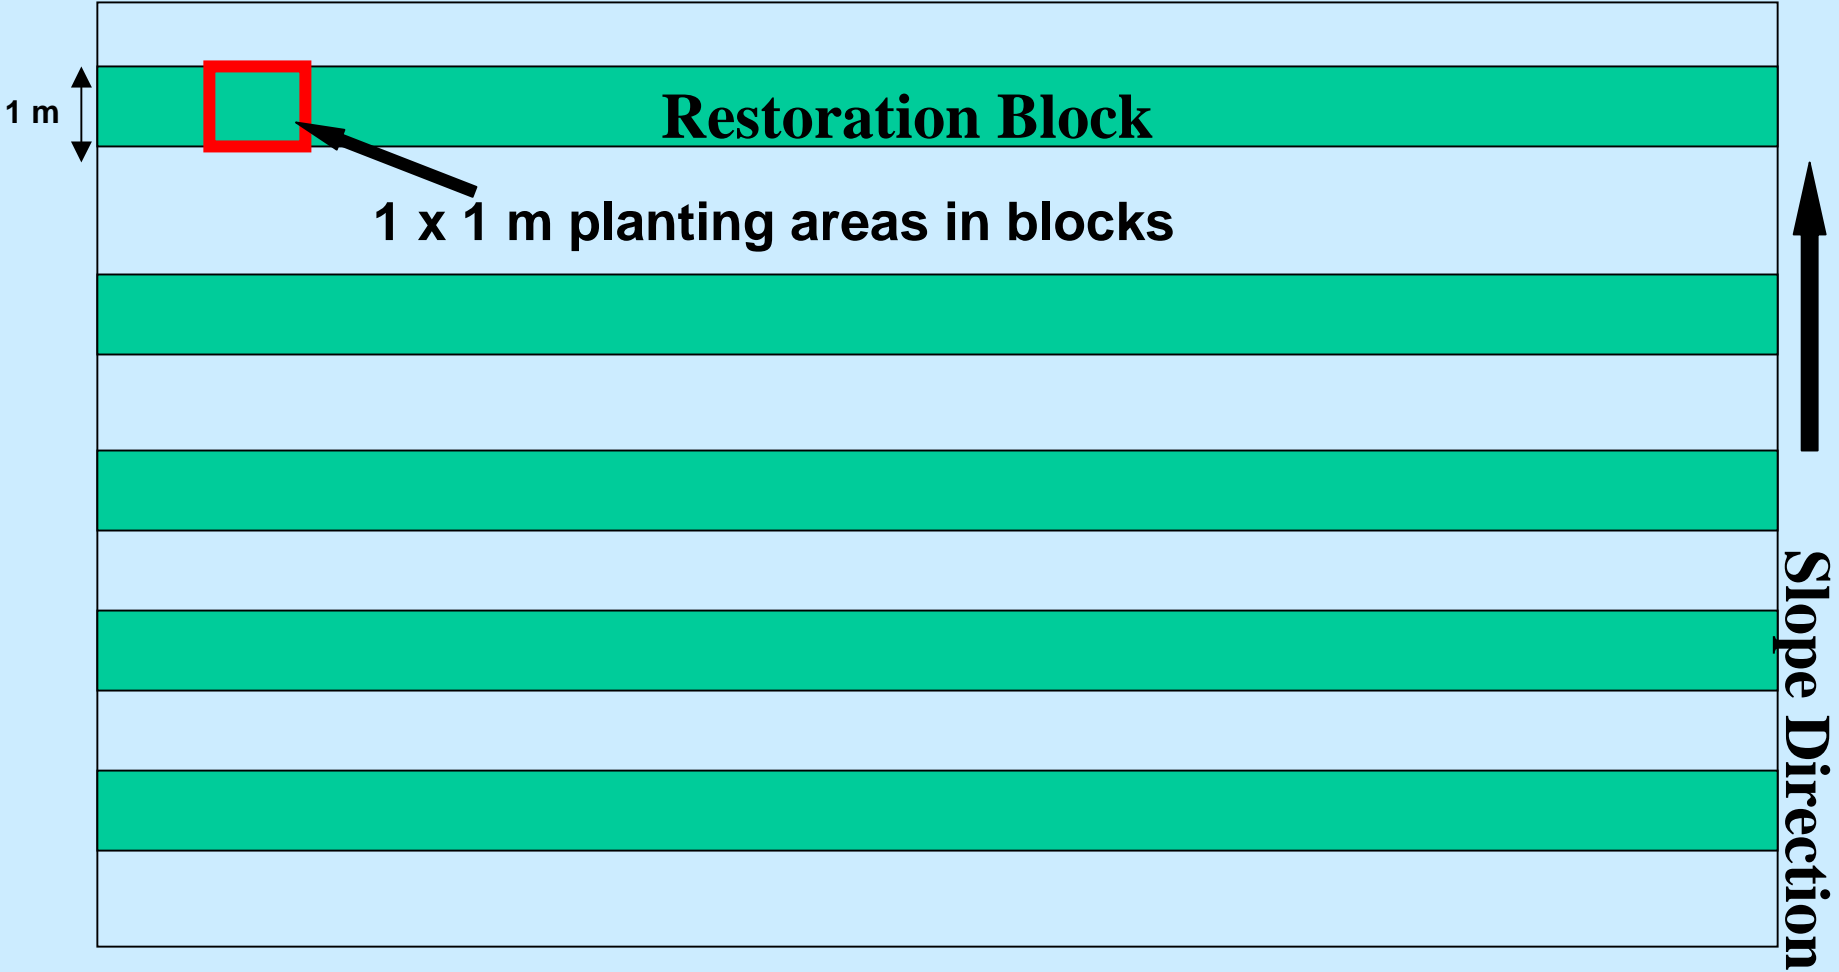 1 m
Restoration Block
1 x 1 m planting areas in blocks
Slope Direction